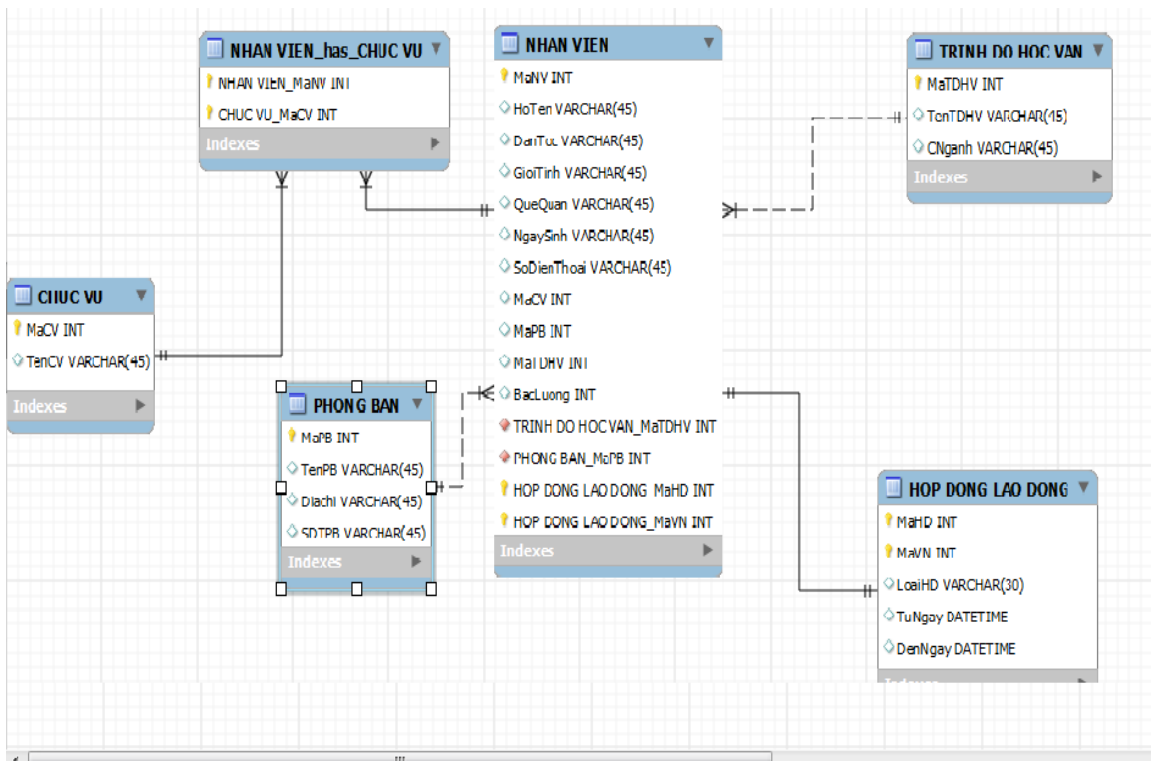 NHAN VIEN_has_CHUC VU
NHAN VIEN_MaNV INT
CHUC VU_MaCV INT
Indexes
NHAN VIEN
MaNV INT
HoTen VARCHAR(45)
DanToc VARCHAR(45)
GioiTinh VARCHAR(45)
QueQuan VARCHAR(45)
NgaySinh VARCHAR(45)
SoDienThoai VARCHAR(45)
MaCV INT
MaPB INT
MaTDHV INT
BacLuong INT
TRINH DO HOC VAN_MaTDHV INT
PHONG BAN_MaPB INT
HOP DONG LAO DONG_MaHD INT
HOP DONG LAO DONG_MaVN INT
Indexes
TRINH DO HOC VAN
MaTDHV INT
TenTDHV VARCHAR(45)
CNganh VARCHAR(45)
Indexes
CHUC VU
MaCV INT
TenCV VARCHAR(45)
Indexes
PHONG BAN
MaPB INT
TenPB VARCHAR(45)
Diachi VARCHAR(45)
SDTPB VARCHAR(45)
Indexes
HOP DONG LAO DONG
MaHD INT
MaVN INT
LoaiHD VARCHAR(30)
TuNgay DATETIME
DenNgay DATETIME